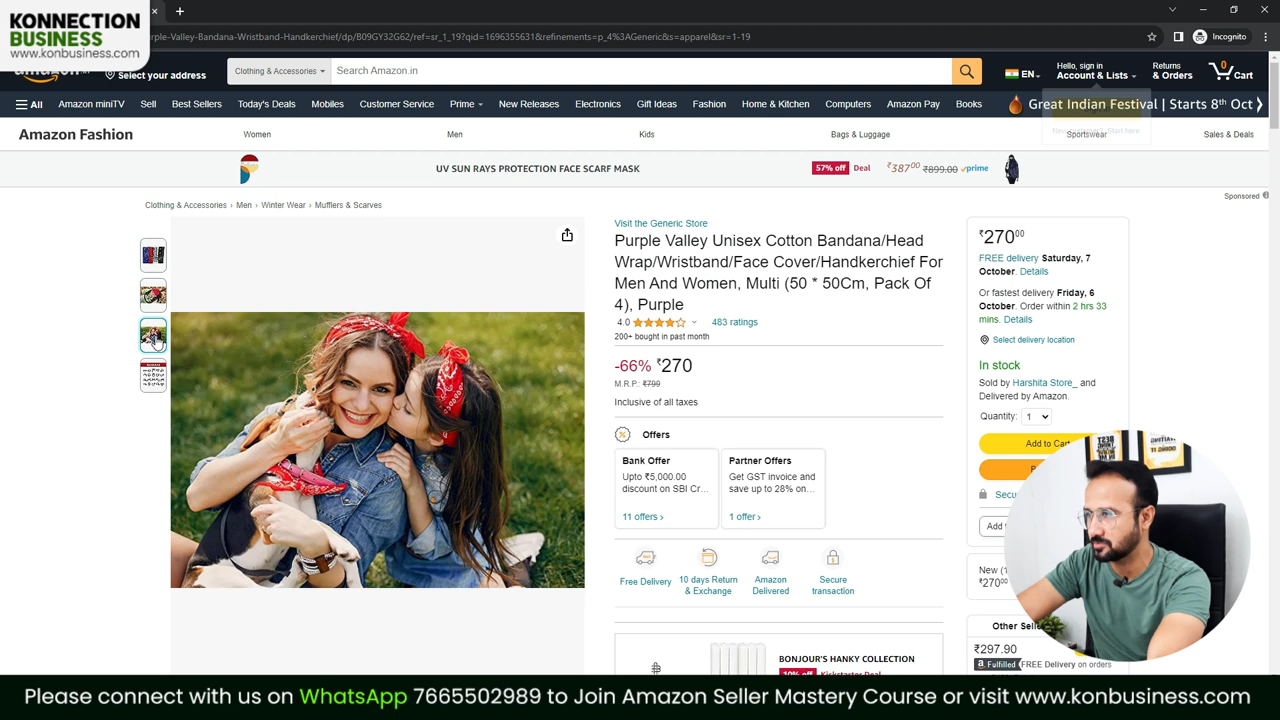 KONNECTION
BUSINESS
www.konbusiness.com
rple-Valley-Bandana-Wristband-Handkerchief/dp/B09GY32G62/ref=sr_1_19?qid=1696355631&refinements=p_4%3AGeneric&s=apparel&sr=1-19
Incognito
Select your address
Clothing & Accessories
Search Amazon.in
EN
Hello, sign in
Account & Lists
Returns
& Orders
0
Cart
All
Amazon miniTV
Sell
Best Sellers
Today's Deals
Mobiles
Customer Service
Prime
New Releases
Electronics
Gift Ideas
Fashion
Home & Kitchen
Computers
Amazon Pay
Books
Great Indian Festival | Starts 8th Oct
Amazon Fashion
Women
Men
Kids
Bags & Luggage
Sportswear
Sales & Deals
UV SUN RAYS PROTECTION FACE SCARF MASK
57% off
Deal
₹38700
₹899.00
prime
Sponsored
Clothing & Accessories › Men › Winter Wear › Mufflers & Scarves
Visit the Generic Store
Purple Valley Unisex Cotton Bandana/Head
Wrap/Wristband/Face Cover/Handkerchief For
Men And Women, Multi (50 * 50Cm, Pack Of
4), Purple
4.0
483 ratings
200+ bought in past month
-66% ₹270
M.R.P.: ₹799
Inclusive of all taxes
Offers
Bank Offer
Upto ₹5,000.00
discount on SBI Cr…
11 offers ›
Partner Offers
Get GST invoice and
save up to 28% on…
1 offer ›
Free Delivery
10 days Return
& Exchange
Amazon
Delivered
Secure
transaction
BONJOUR'S HANKY COLLECTION
₹27000
FREE delivery Saturday, 7
October. Details
Or fastest delivery Friday, 6
October. Order within 2 hrs 33
mins. Details
Select delivery location
In stock
Sold by Harshita Store_ and
Delivered by Amazon.
Quantity: 1
Add to Cart
Secu
Add t
New (1
₹270.00
Other Selle
₹297.90
Fulfilled
FREE Delivery on orders
Please connect with us on WhatsApp 7665502989 to Join Amazon Seller Mastery Course or visit www.konbusiness.com